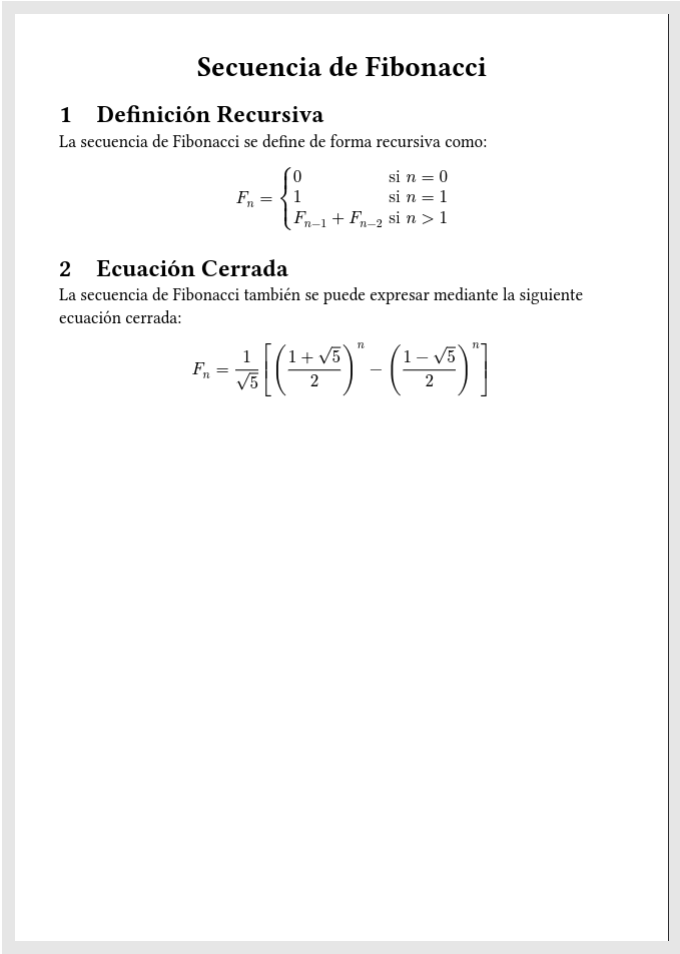 Secuencia de Fibonacci
1 Definición Recursiva
La secuencia de Fibonacci se define de forma recursiva como:
F_n = { 0 si n = 0
1 si n = 1
F_{n−1} + F_{n−2} si n > 1
2 Ecuación Cerrada
La secuencia de Fibonacci también se puede expresar mediante la siguiente
ecuación cerrada:
F_n = 1/√5 [ ( (1 + √5)/2 )^n − ( (1 − √5)/2 )^n ]